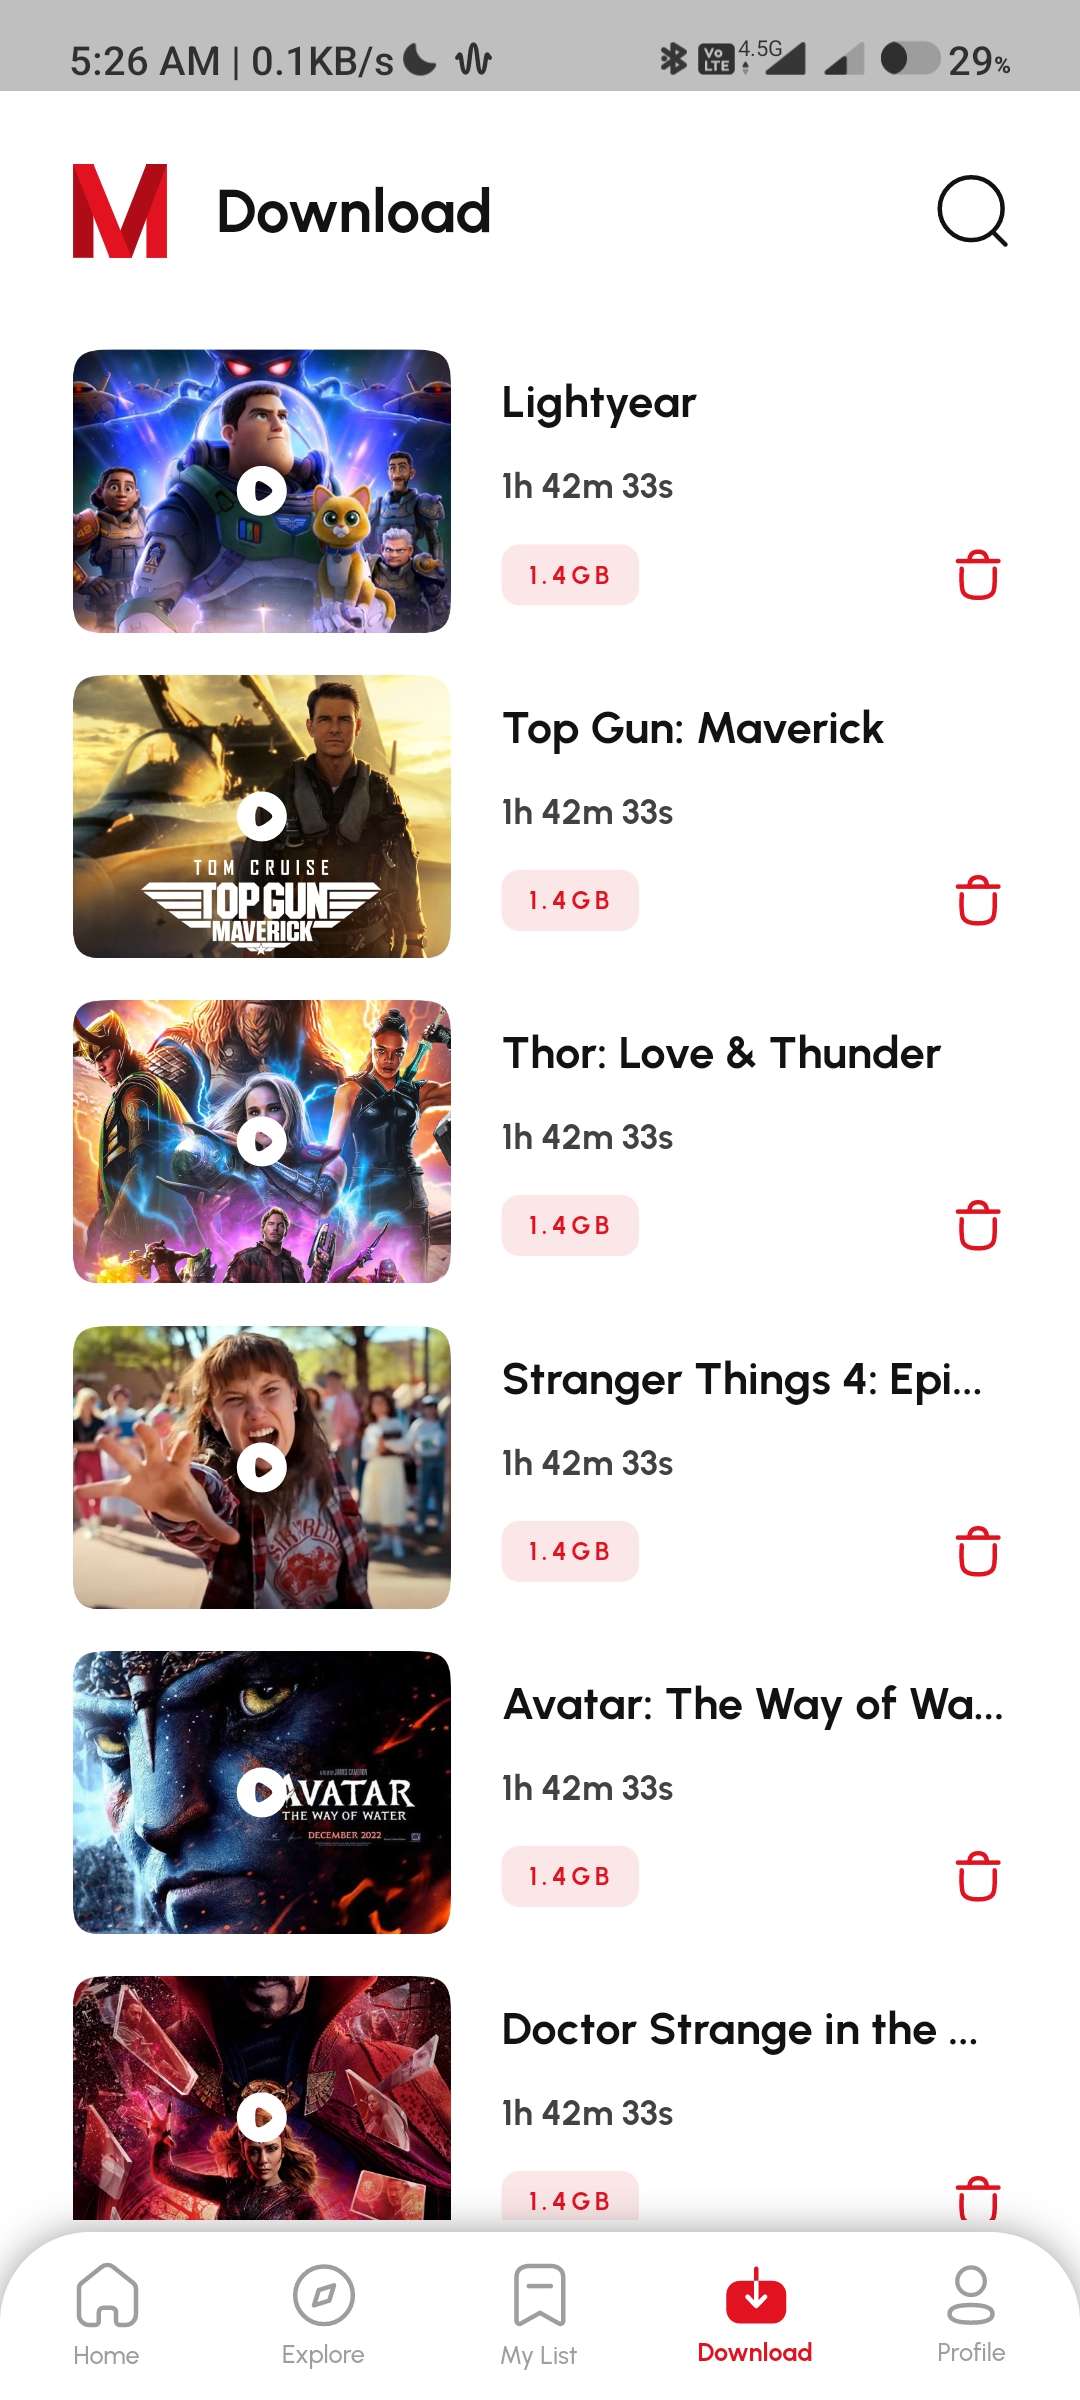 5:26 AM | 0.1KB/s
Vo LTE 4.5G 29%
M Download
Lightyear
1h 42m 33s
1.4GB
Top Gun: Maverick
1h 42m 33s
1.4GB
TOM CRUISE
TOP GUN
MAVERICK
Thor: Love & Thunder
1h 42m 33s
1.4GB
Stranger Things 4: Epi...
1h 42m 33s
1.4GB
Avatar: The Way of Wa...
1h 42m 33s
1.4GB
AVATAR
THE WAY OF WATER
DECEMBER 2022
Doctor Strange in the ...
1h 42m 33s
1.4GB
Home
Explore
My List
Download
Profile